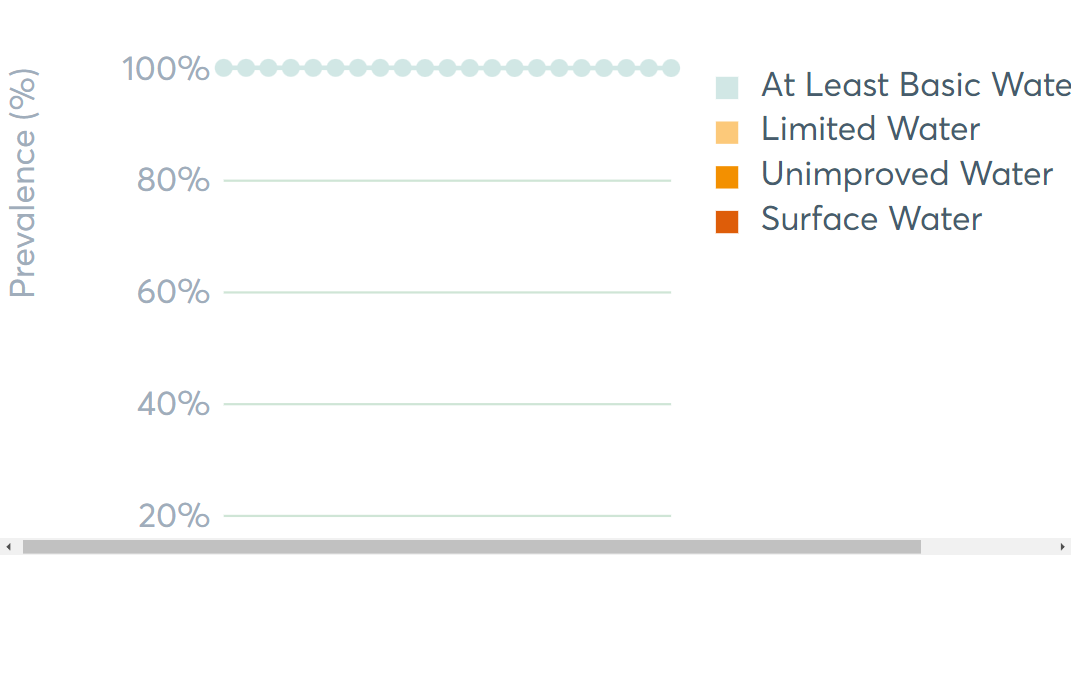 Prevalence (%)
100%
80%
60%
40%
20%
At Least Basic Wate
Limited Water
Unimproved Water
Surface Water